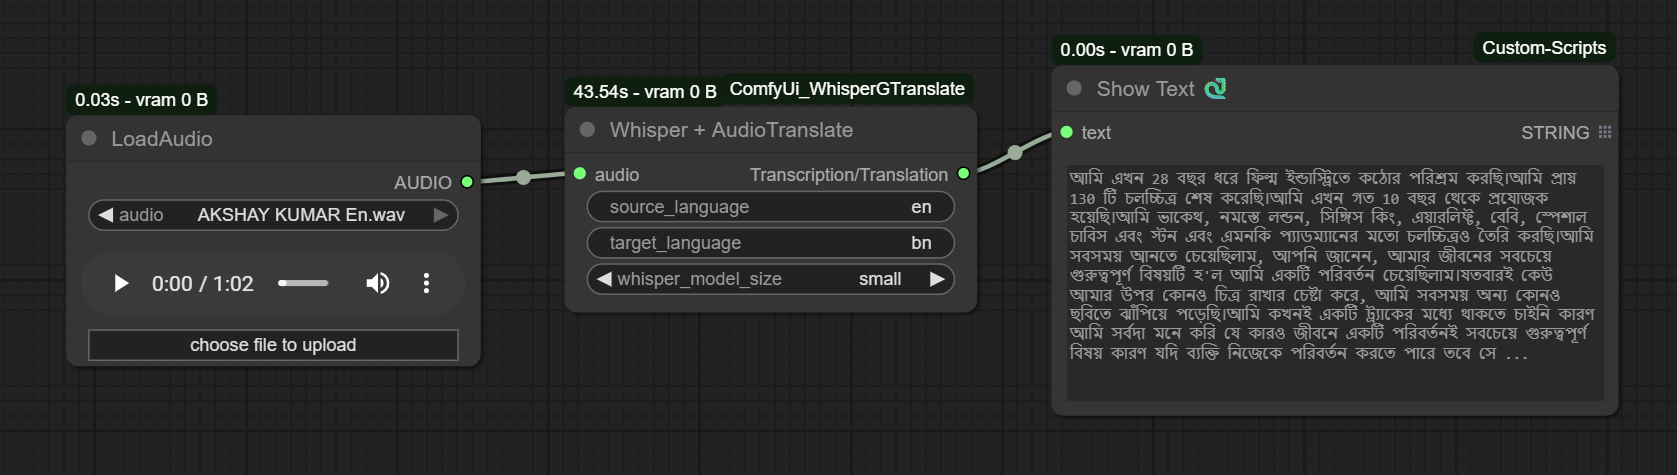 0.03s - vram 0 B
LoadAudio
AUDIO
audio AKSHAY KUMAR En.wav
0:00 / 1:02
choose file to upload
43.54s - vram 0 B ComfyUi_WhisperGTranslate
Whisper + AudioTranslate
audio Transcription/Translation
source_language en
target_language bn
whisper_model_size small
0.00s - vram 0 B Custom-Scripts
Show Text
text STRING
আমি এখন 28 বছর ধরে ফিল্ম ইন্ডাস্ট্রিতে কঠোর পরিশ্রম করছি।আমি প্রায়
130 টি চলচ্চিত্র শেষ করেছি।আমি এখন গত 10 বছর থেকে প্রযোজক
হয়েছি।আমি ভাকেথ, নমস্তে লন্ডন, সিঙ্গিস কিং, এয়ারলিফ্ট, বেবি, স্পেশাল
চাবিস এবং স্টন এবং এমনকি প্যাডম্যানের মতো চলচ্চিত্রও তৈরি করছি।আমি
সবসময় আনতে চেয়েছিলাম, আপনি জানেন, আমার জীবনের সবচেয়ে
গুরুত্বপূর্ণ বিষয়টি হ'ল আমি একটি পরিবর্তন চেয়েছিলাম।যতবারই কেউ
আমার উপর কোনও চিত্র রাখার চেষ্টা করে, আমি সবসময় অন্য কোনও
ছবিতে ঝাঁপিয়ে পড়েছি।আমি কখনই একটি ট্র্যাকের মধ্যে থাকতে চাইনি কারণ
আমি সর্বদা মনে করি যে কারও জীবনে একটি পরিবর্তনই সবচেয়ে গুরুত্বপূর্ণ
বিষয় কারণ যদি ব্যক্তি নিজেকে পরিবর্তন করতে পারে তবে সে ...